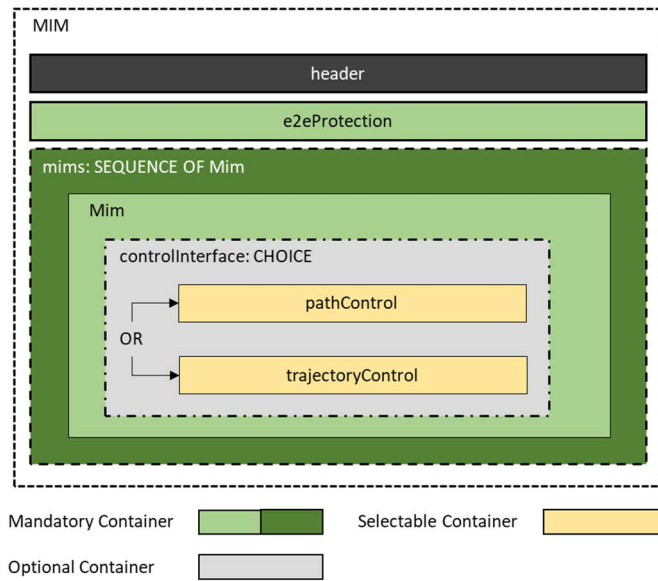 MIM
header
e2eProtection
mims: SEQUENCE OF Mim
Mim
controlInterface: CHOICE
pathControl
OR
trajectoryControl
Mandatory Container
Selectable Container
Optional Container